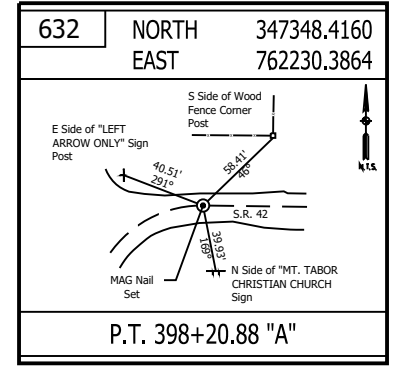 632
NORTH 347348.4160
EAST 762230.3864
S Side of Wood
Fence Corner
Post
E Side of "LEFT
ARROW ONLY" Sign
Post
40.51'
291°
58.41'
46°
N.T.S.
S.R. 42
39.93'
169°
MAG Nail
Set
N Side of "MT. TABOR
CHRISTIAN CHURCH
Sign
P.T. 398+20.88 "A"